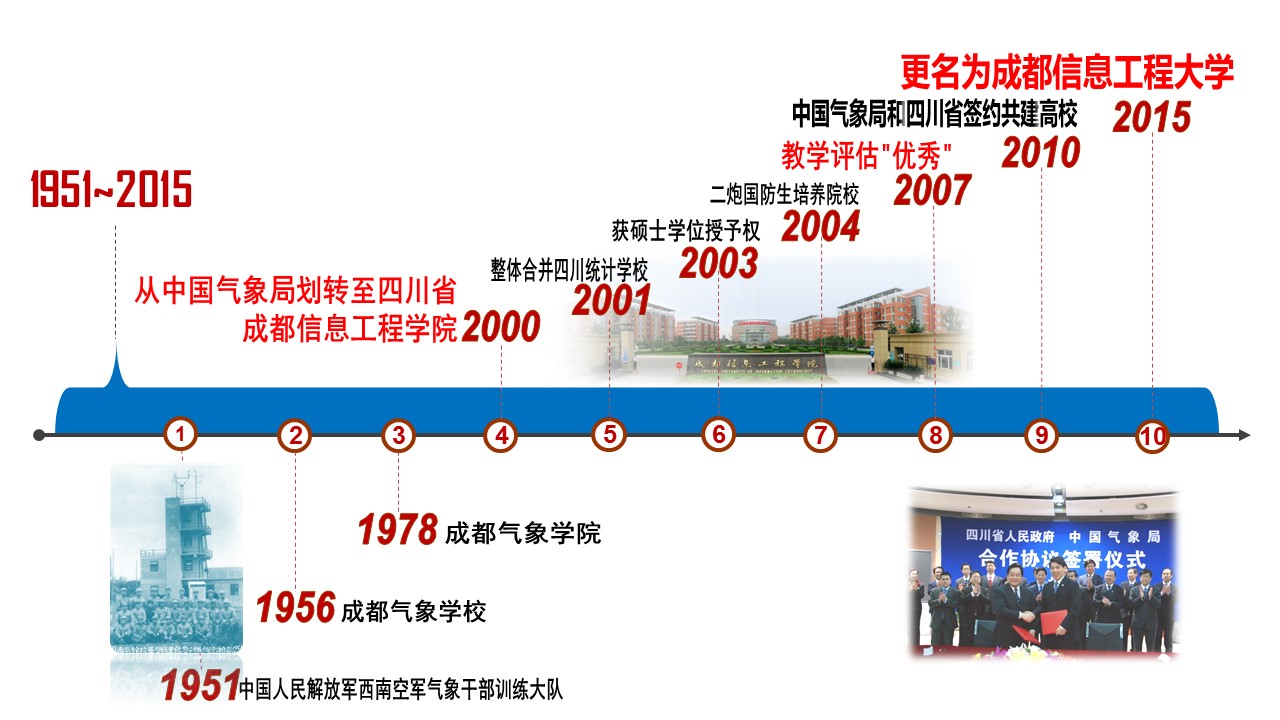 更名为成都信息工程大学
中国气象局和四川省签约共建高校
2015
教学评估"优秀"
2010
1951~2015
二炮国防生培养院校
2007
获硕士学位授予权
2004
整体合并四川统计学校
2003
从中国气象局划转至四川省
2001
成都信息工程学院
2000
成都信息工程学院
1
2
3
4
5
6
7
8
9
10
1978 成都气象学院
四川省人民政府 中国气象局
合作协议签署仪式
1956 成都气象学校
1951 中国人民解放军西南空军气象干部训练大队